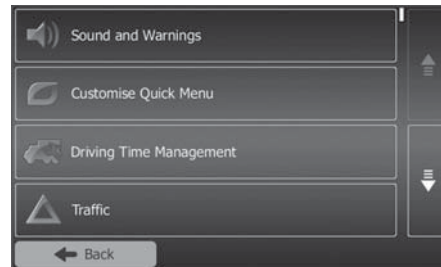 Sound and Warnings
Customise Quick Menu
Driving Time Management
Traffic
Back